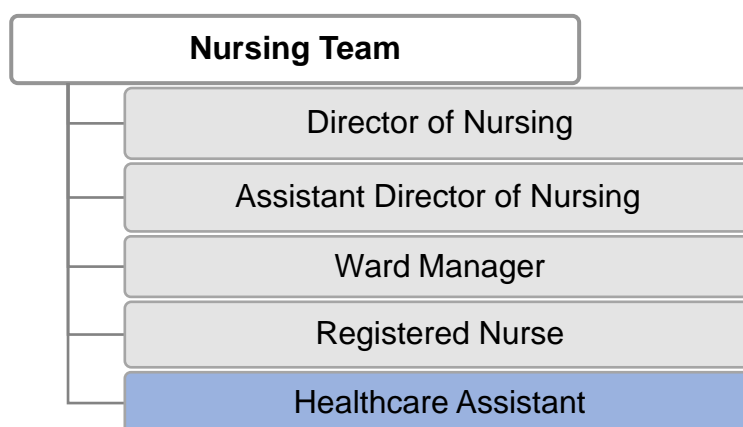 Nursing Team
Director of Nursing
Assistant Director of Nursing
Ward Manager
Registered Nurse
Healthcare Assistant